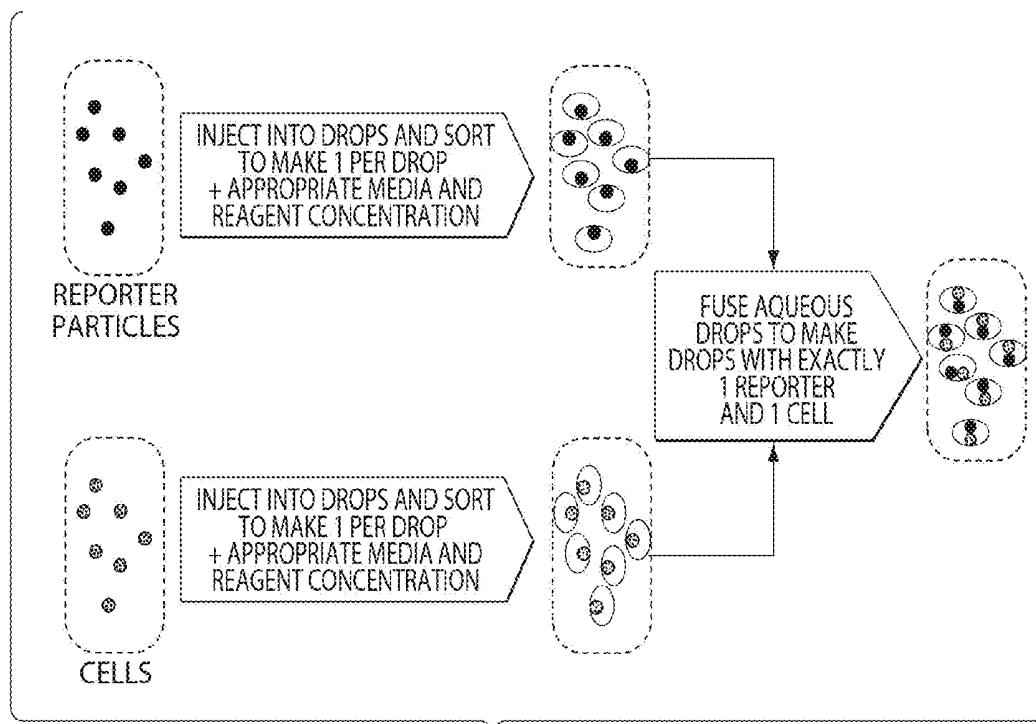 INJECT INTO DROPS AND SORT
TO MAKE 1 PER DROP
+ APPROPRIATE MEDIA AND
REAGENT CONCENTRATION
REPORTER
PARTICLES
FUSE AQUEOUS
DROPS TO MAKE
DROPS WITH EXACTLY
1 REPORTER
AND 1 CELL
INJECT INTO DROPS AND SORT
TO MAKE 1 PER DROP
+ APPROPRIATE MEDIA AND
REAGENT CONCENTRATION
CELLS